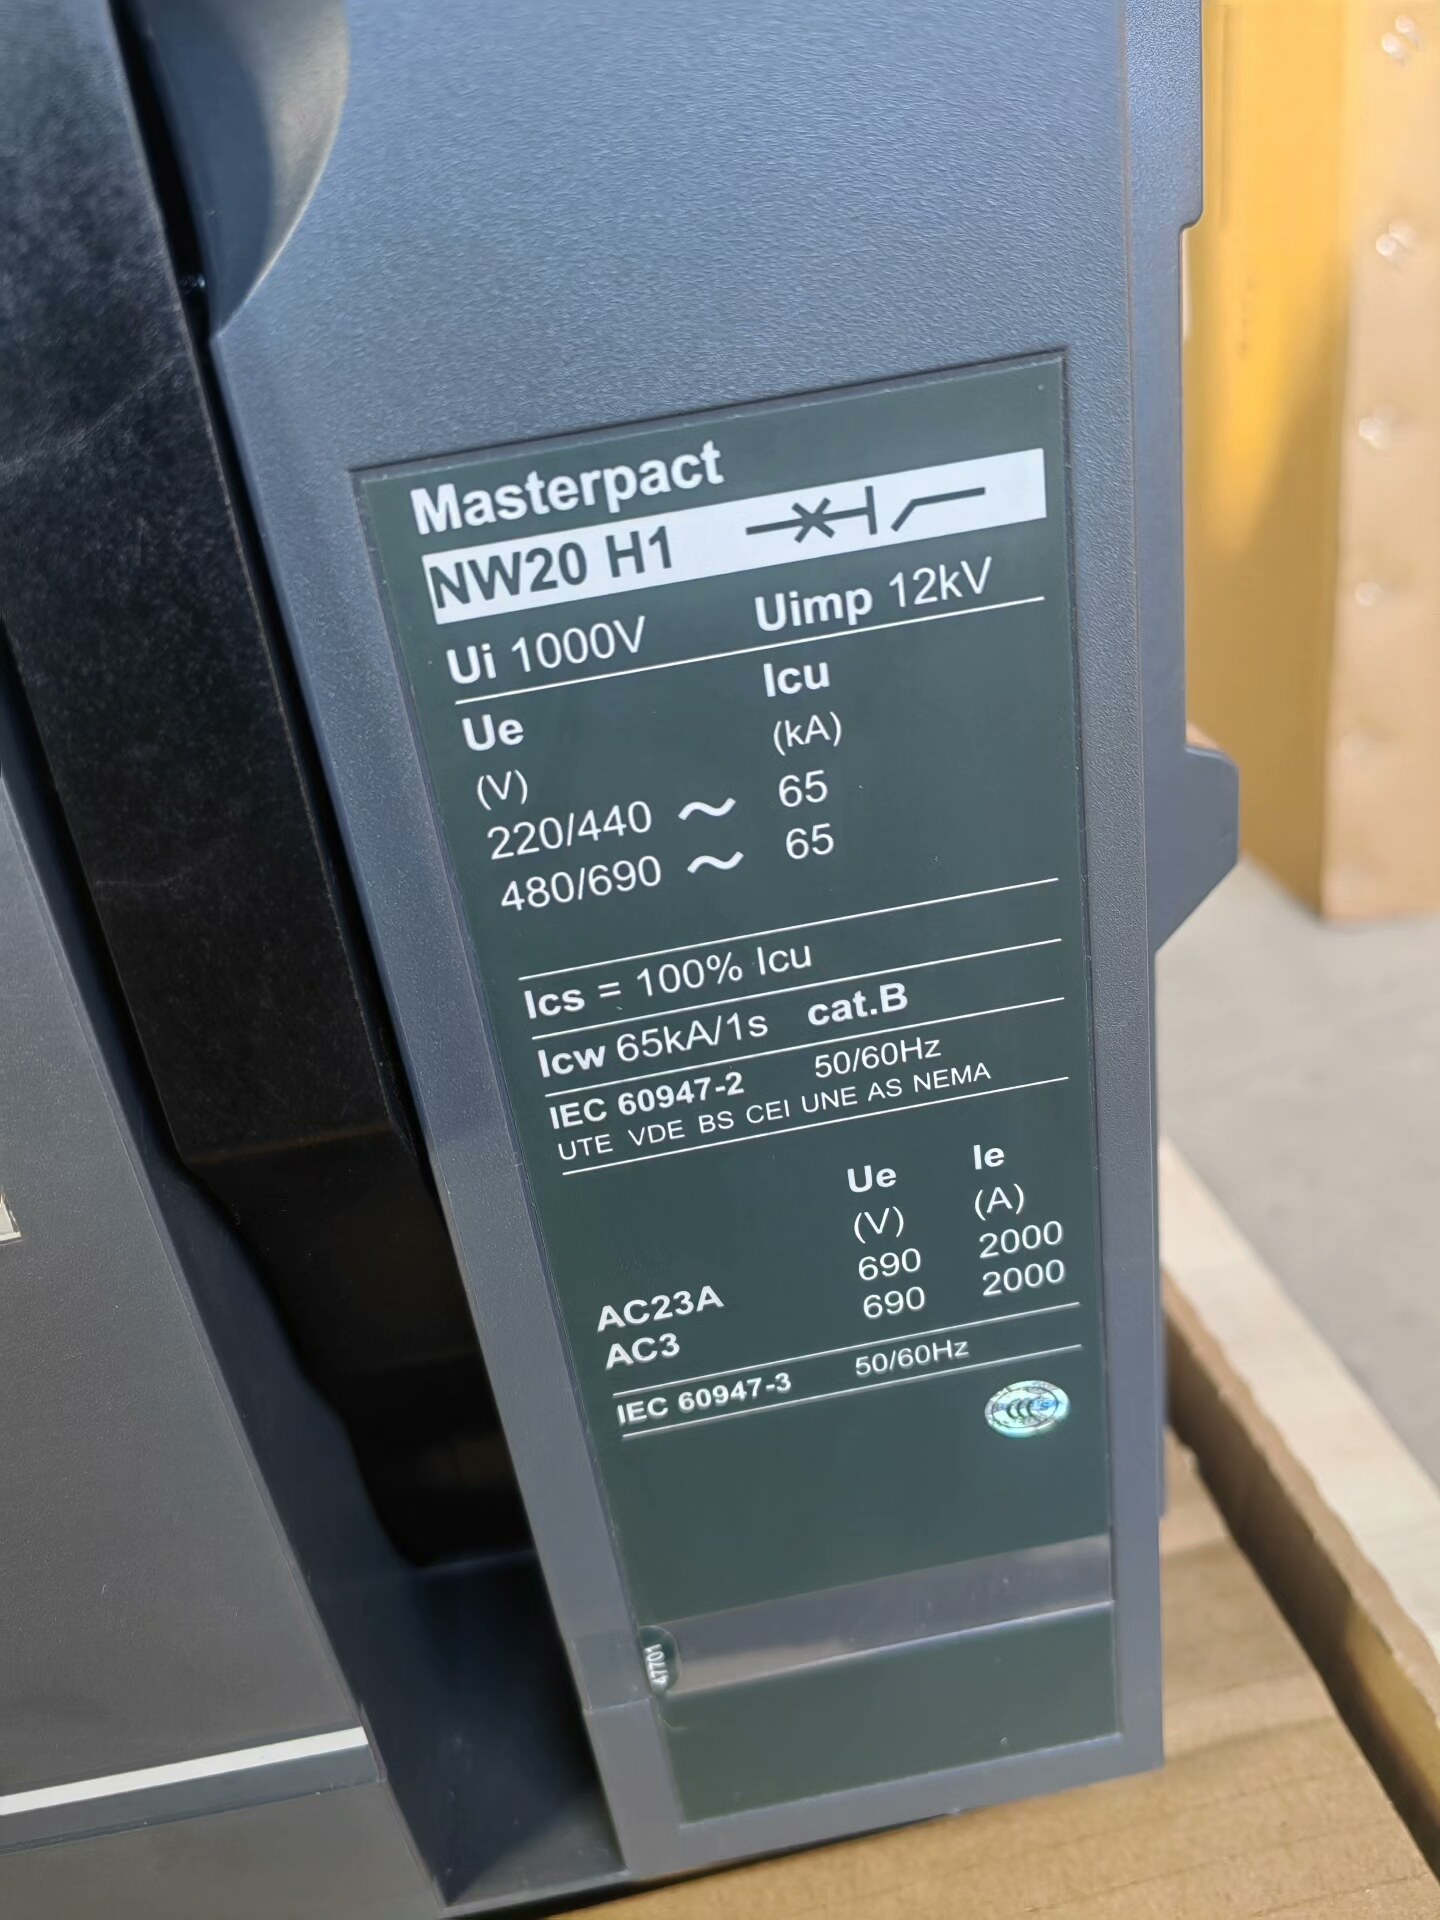 Masterpact
NW20 H1
Ui 1000V Uimp 12kV
Ue Icu
(V) (kA)
220/440 ~ 65
480/690 ~ 65
Ics = 100% Icu
Icw 65kA/1s cat.B
IEC 60947-2 50/60Hz
UTE VDE BS CEI UNE AS NEMA
Ue Ie
(V) (A)
AC23A 690 2000
AC3 690 2000
IEC 60947-3 50/60Hz
CCC
47701